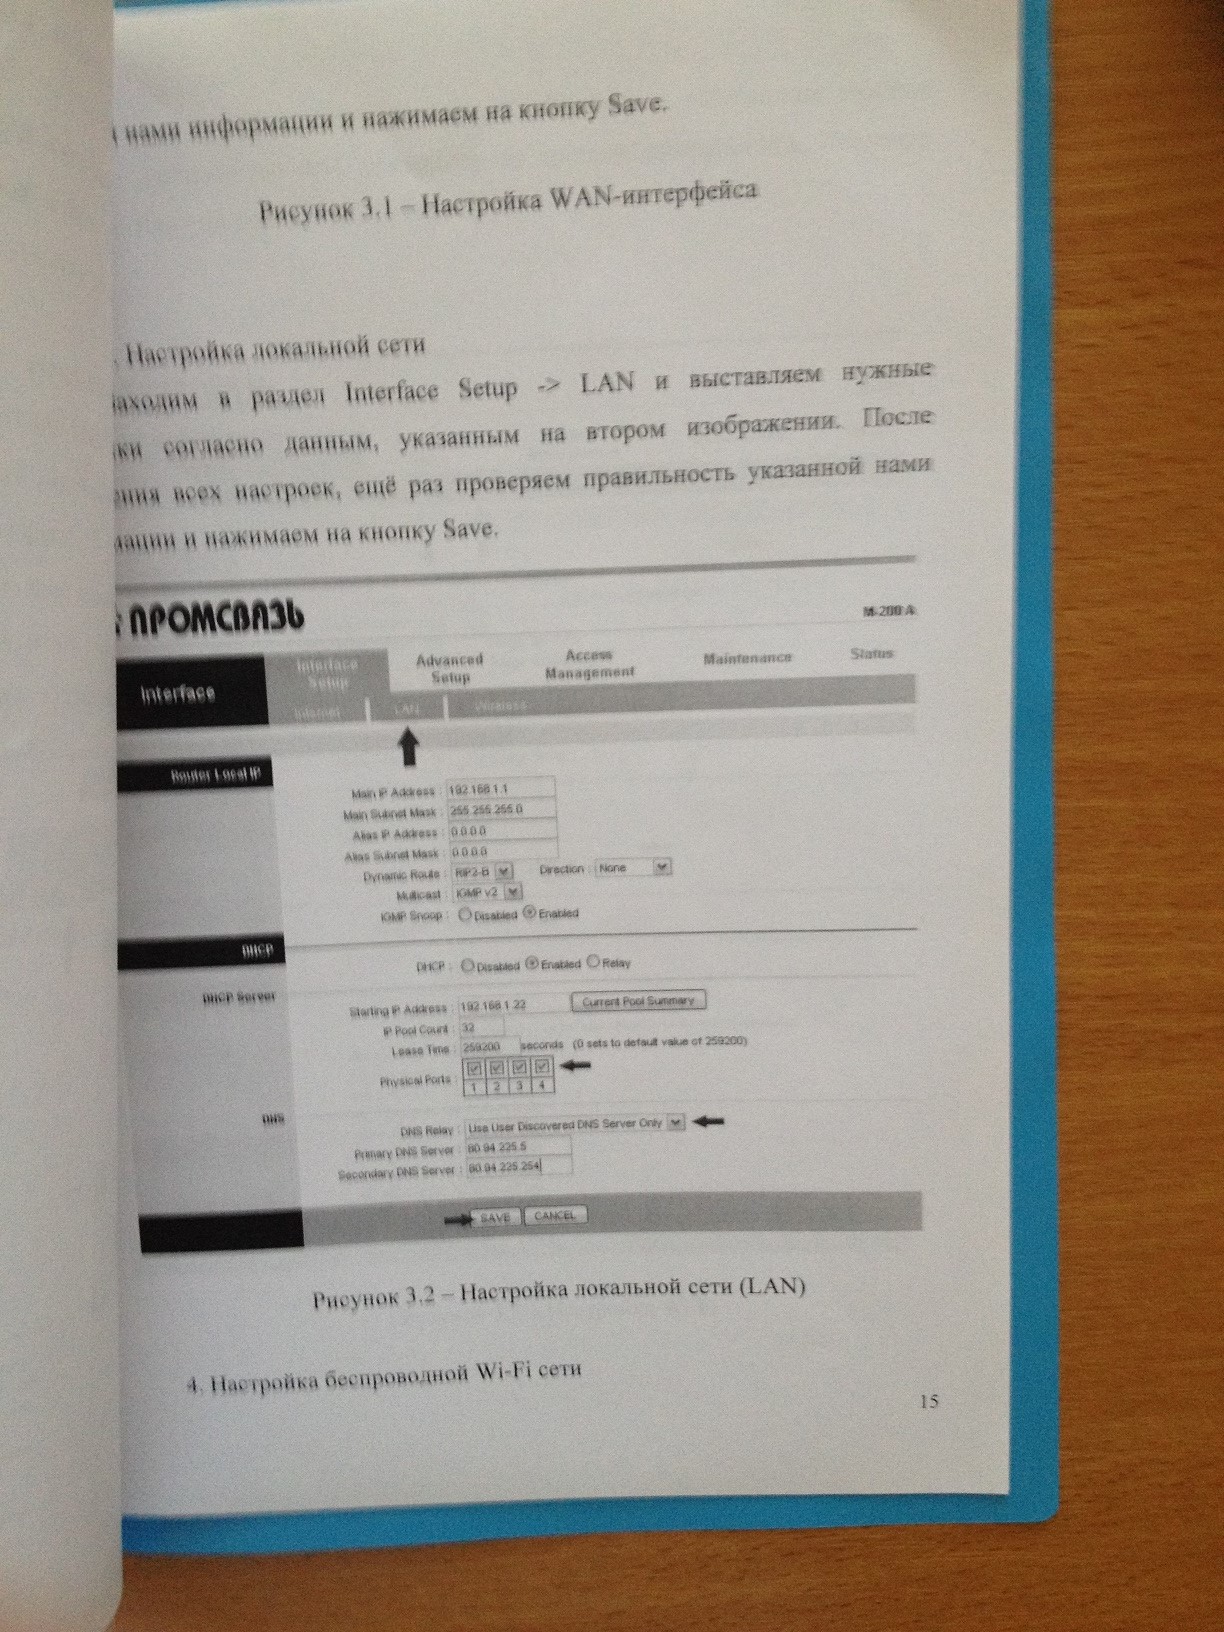 нами информации и нажимаем на кнопку Save.
Рисунок 3.1 – Настройка WAN-интерфейса
. Настройка локальной сети
аходим в раздел Interface Setup -> LAN и выставляем нужные
ки согласно данным, указанным на втором изображении. После
ения всех настроек, ещё раз проверяем правильность указанной нами
мации и нажимаем на кнопку Save.
ПРОМСВЯЗЬ
M-200 A
Interface
Interface Setup
Advanced Setup
Access Management
Maintenance
Status
Internet
LAN
Wireless
Router Local IP
Main IP Address : 192.168.1.1
Main Subnet Mask : 255.255.255.0
Alias IP Address : 0.0.0.0
Alias Subnet Mask : 0.0.0.0
Dynamic Route : RIP2-B Direction : None
Multicast : IGMP v2
IGMP Snoop : Disabled Enabled
DHCP
DHCP : Disabled Enabled Relay
DHCP Server
Starting IP Address : 192.168.1.22 Current Pool Summary
IP Pool Count : 32
Lease Time : 259200 seconds (0 sets to default value of 259200)
Physical Ports :
1 2 3 4
DNS
DNS Relay : Use User Discovered DNS Server Only
Primary DNS Server : 80.94.225.5
Secondary DNS Server : 80.94.225.254
SAVE CANCEL
Рисунок 3.2 – Настройка локальной сети (LAN)
4. Настройка беспроводной Wi-Fi сети
15